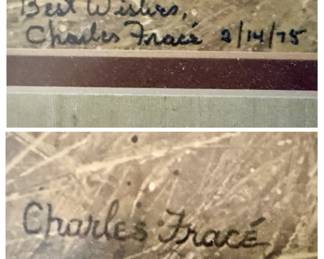 Best Wishes,
Charles Fracé 2/14/75
Charles Fracé